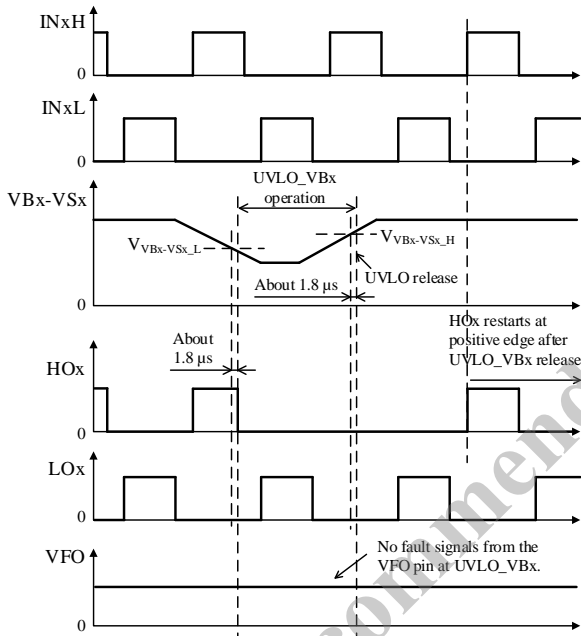 INxH
0
INxL
0
VBx-VSx
UVLO_VBx
operation
VVBx-VSx_L
VVBx-VSx_H
UVLO release
About 1.8 µs
0
About
1.8 µs
HOx restarts at
positive edge after
UVLO_VBx release
HOx
0
LOx
0
VFO
No fault signals from the
VFO pin at UVLO_VBx.
0
commend